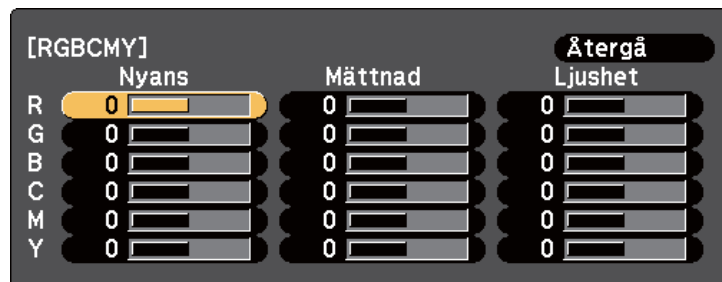 [RGBCMY] Återgå
Nyans Mättnad Ljushet
R 0 0 0
G 0 0 0
B 0 0 0
C 0 0 0
M 0 0 0
Y 0 0 0